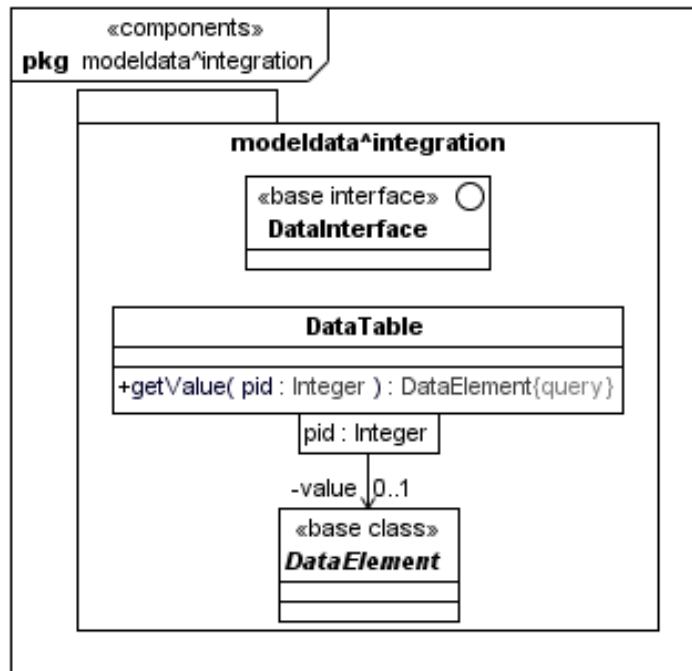 «components»
pkg modeldata^integration
modeldata^integration
«base interface»
DataInterface
DataTable
+getValue( pid : Integer ) : DataElement{query}
pid : Integer
-value 0..1
«base class»
DataElement